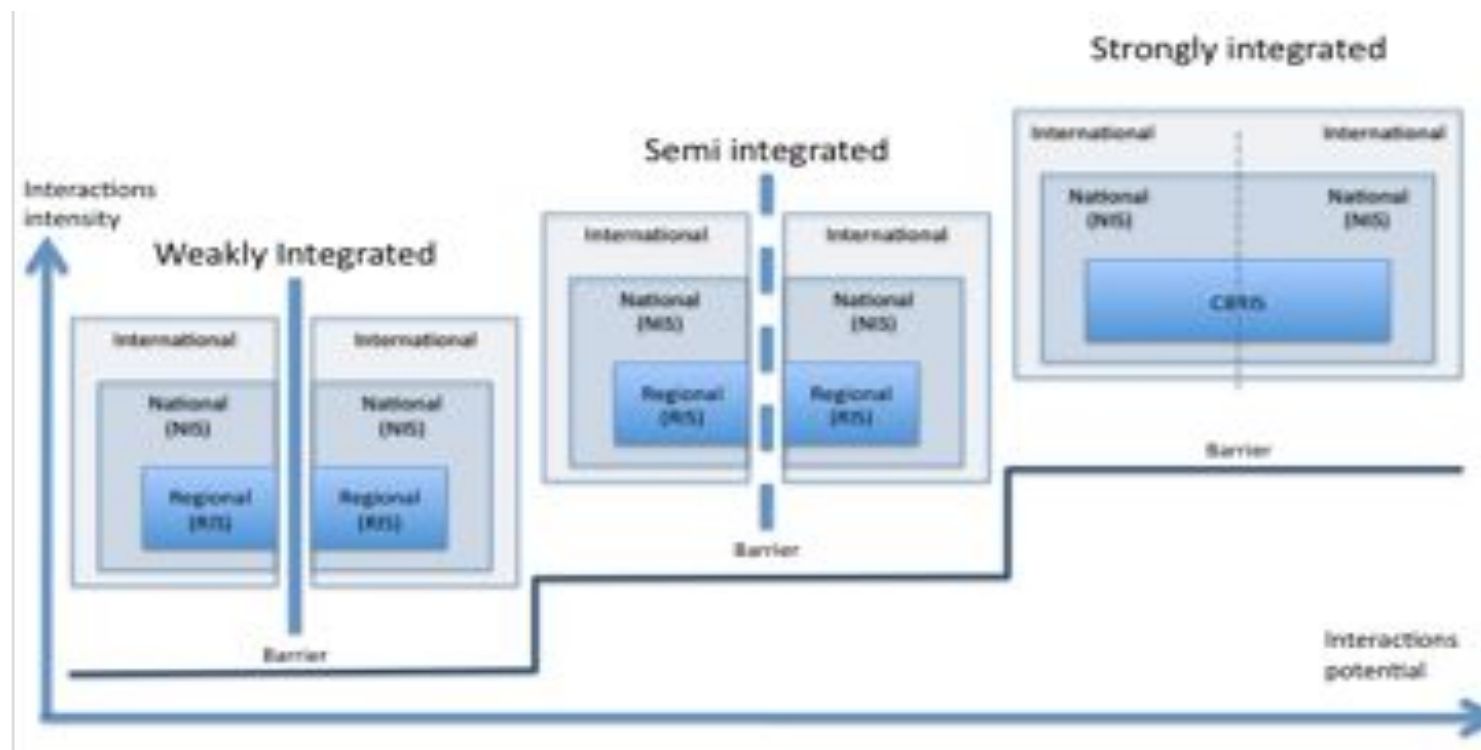 Strongly integrated
International
International
National
(NIS)
National
(NIS)
CBRIS
Barrier
Semi integrated
International
International
National
(NIS)
National
(NIS)
Regional
(RIS)
Regional
(RIS)
Barrier
Interactions
intensity
Weakly Integrated
International
International
National
(NIS)
National
(NIS)
Regional
(RIS)
Regional
(RIS)
Barrier
Interactions
potential